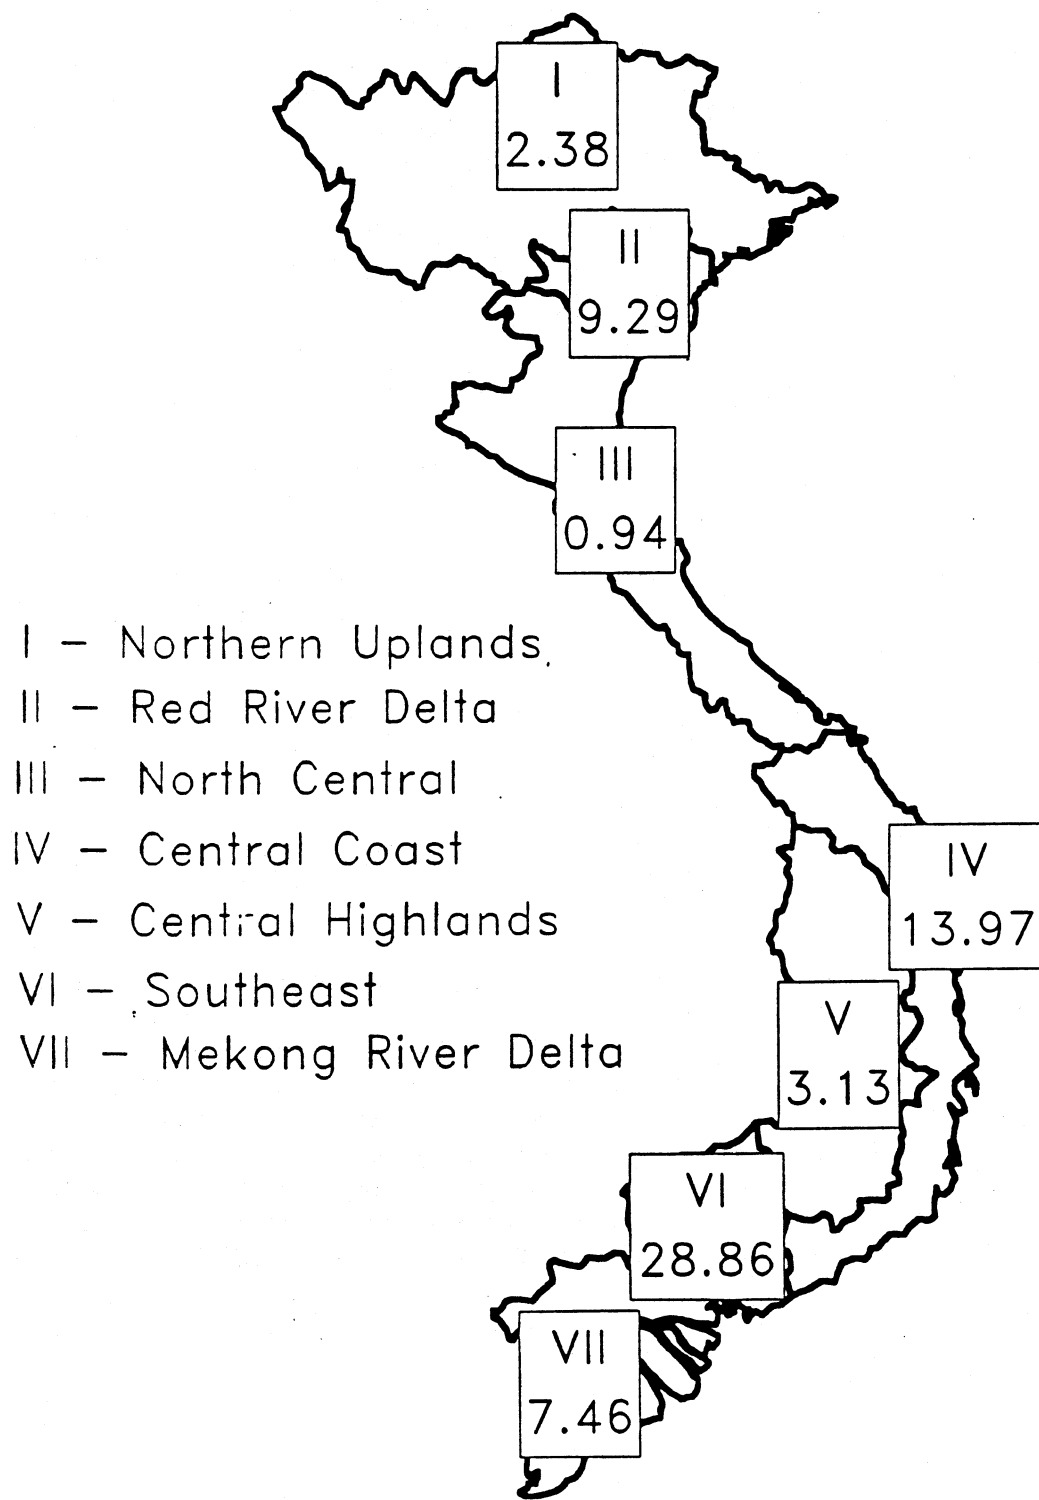 I
2.38
II
9.29
III
0.94
I – Northern Uplands
II – Red River Delta
III – North Central
IV – Central Coast
V – Central Highlands
VI – Southeast
VII – Mekong River Delta
IV
13.97
V
3.13
VI
28.86
VII
7.46